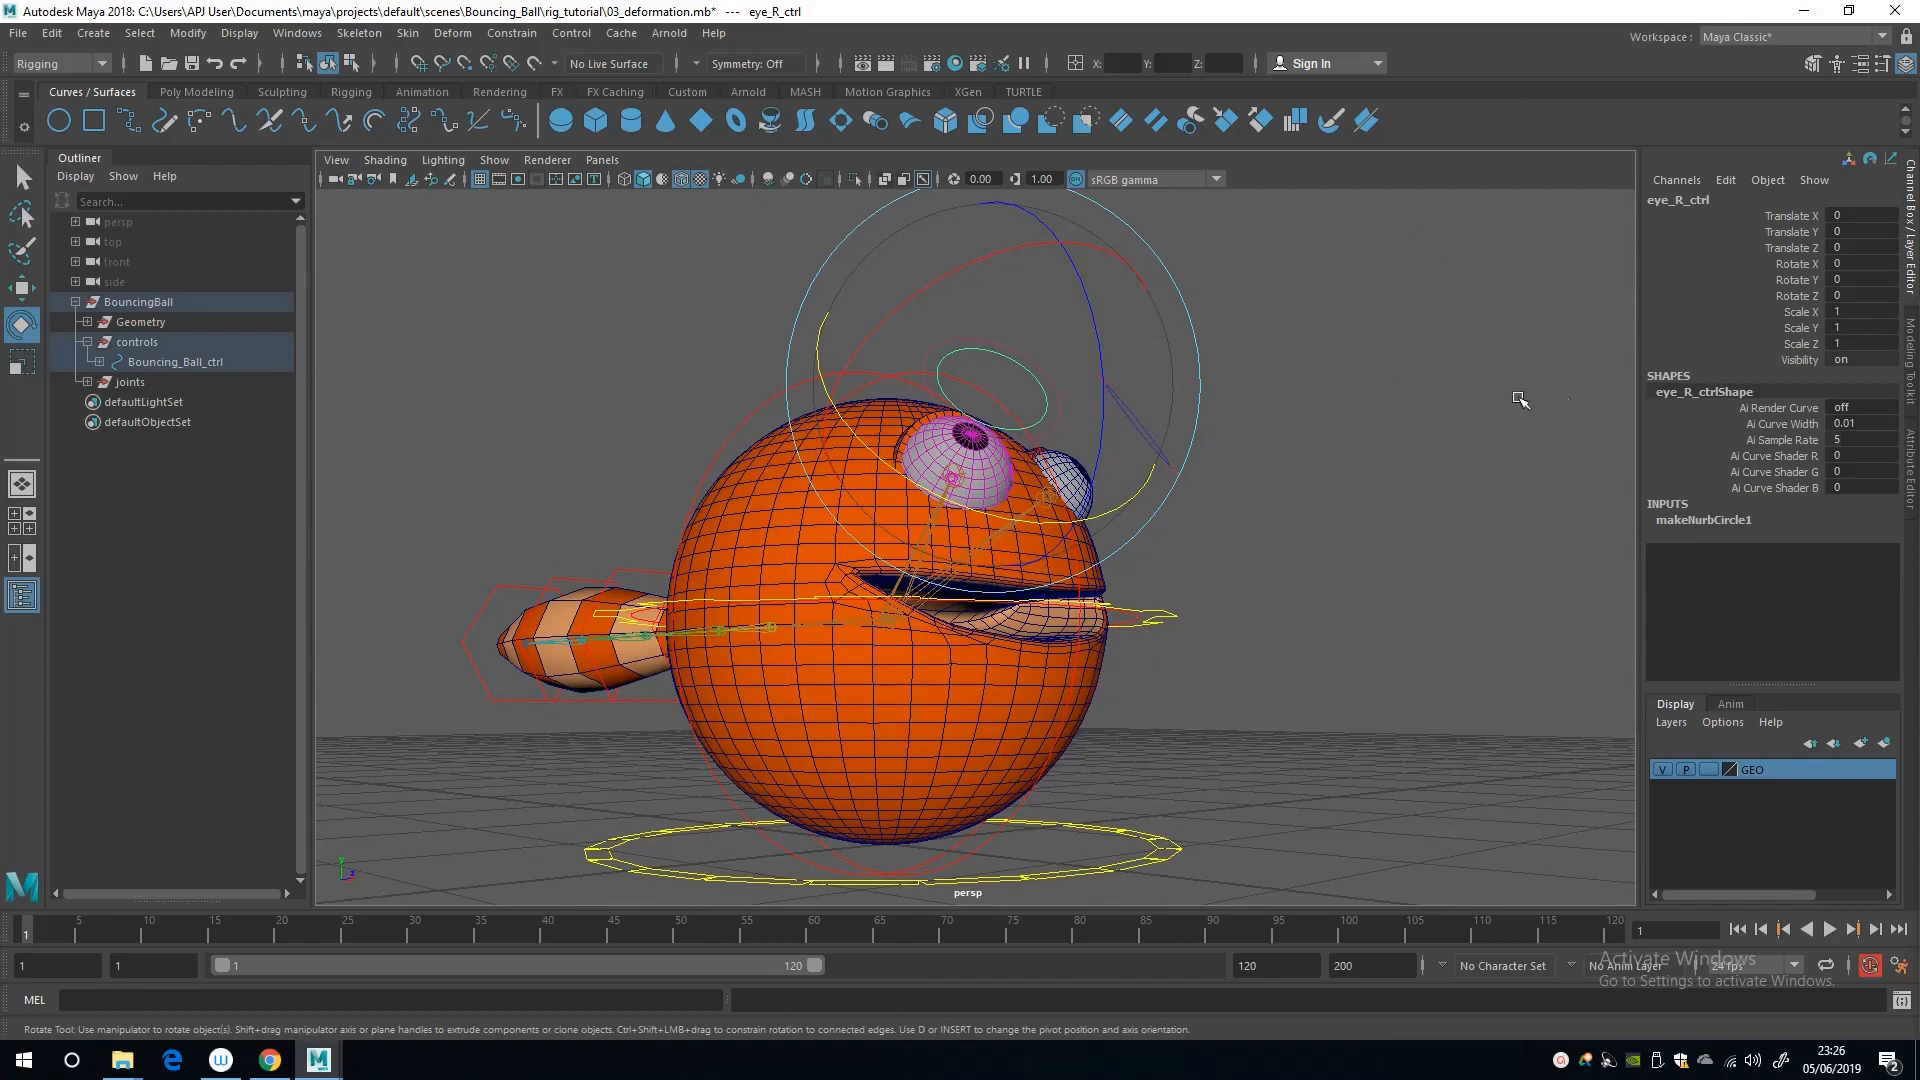 Autodesk Maya 2018: C:\Users\APJ User\Documents\maya\projects\default\scenes\Bouncing_Ball\rig_tutorial\03_deformation.mb* --- eye_R_ctrl
File Edit Create Select Modify Display Windows Skeleton Skin Deform Constrain Control Cache Arnold Help
Workspace : Maya Classic*
Rigging No Live Surface Symmetry: Off X: Y: Z: Sign In
Curves / Surfaces Poly Modeling Sculpting Rigging Animation Rendering FX FX Caching Custom Arnold MASH Motion Graphics XGen TURTLE
Outliner
Display Show Help
Search...
persp
top
front
side
BouncingBall
Geometry
controls
Bouncing_Ball_ctrl
joints
defaultLightSet
defaultObjectSet
View Shading Lighting Show Renderer Panels
0.00 1.00 sRGB gamma
persp
y
z
Channels Edit Object Show
eye_R_ctrl
Translate X 0
Translate Y 0
Translate Z 0
Rotate X 0
Rotate Y 0
Rotate Z 0
Scale X 1
Scale Y 1
Scale Z 1
Visibility on
SHAPES
eye_R_ctrlShape
Ai Render Curve off
Ai Curve Width 0.01
Ai Sample Rate 5
Ai Curve Shader R 0
Ai Curve Shader G 0
Ai Curve Shader B 0
INPUTS
makeNurbCircle1
Channel Box / Layer Editor
Modeling Toolkit
Attribute Editor
Display Anim
Layers Options Help
V P GEO
1 5 10 15 20 25 30 35 40 45 50 55 60 65 70 75 80 85 90 95 100 105 110 115 120
1
1 1 1 120 120 200 No Character Set No Anim Layer 24 fps
Activate Windows
Go to Settings to activate Windows.
MEL
Rotate Tool: Use manipulator to rotate object(s). Shift+drag manipulator axis or plane handles to extrude components or clone objects. Ctrl+Shift+LMB+drag to constrain rotation to connected edges. Use D or INSERT to change the pivot position and axis orientation.
23:26
05/06/2019
2